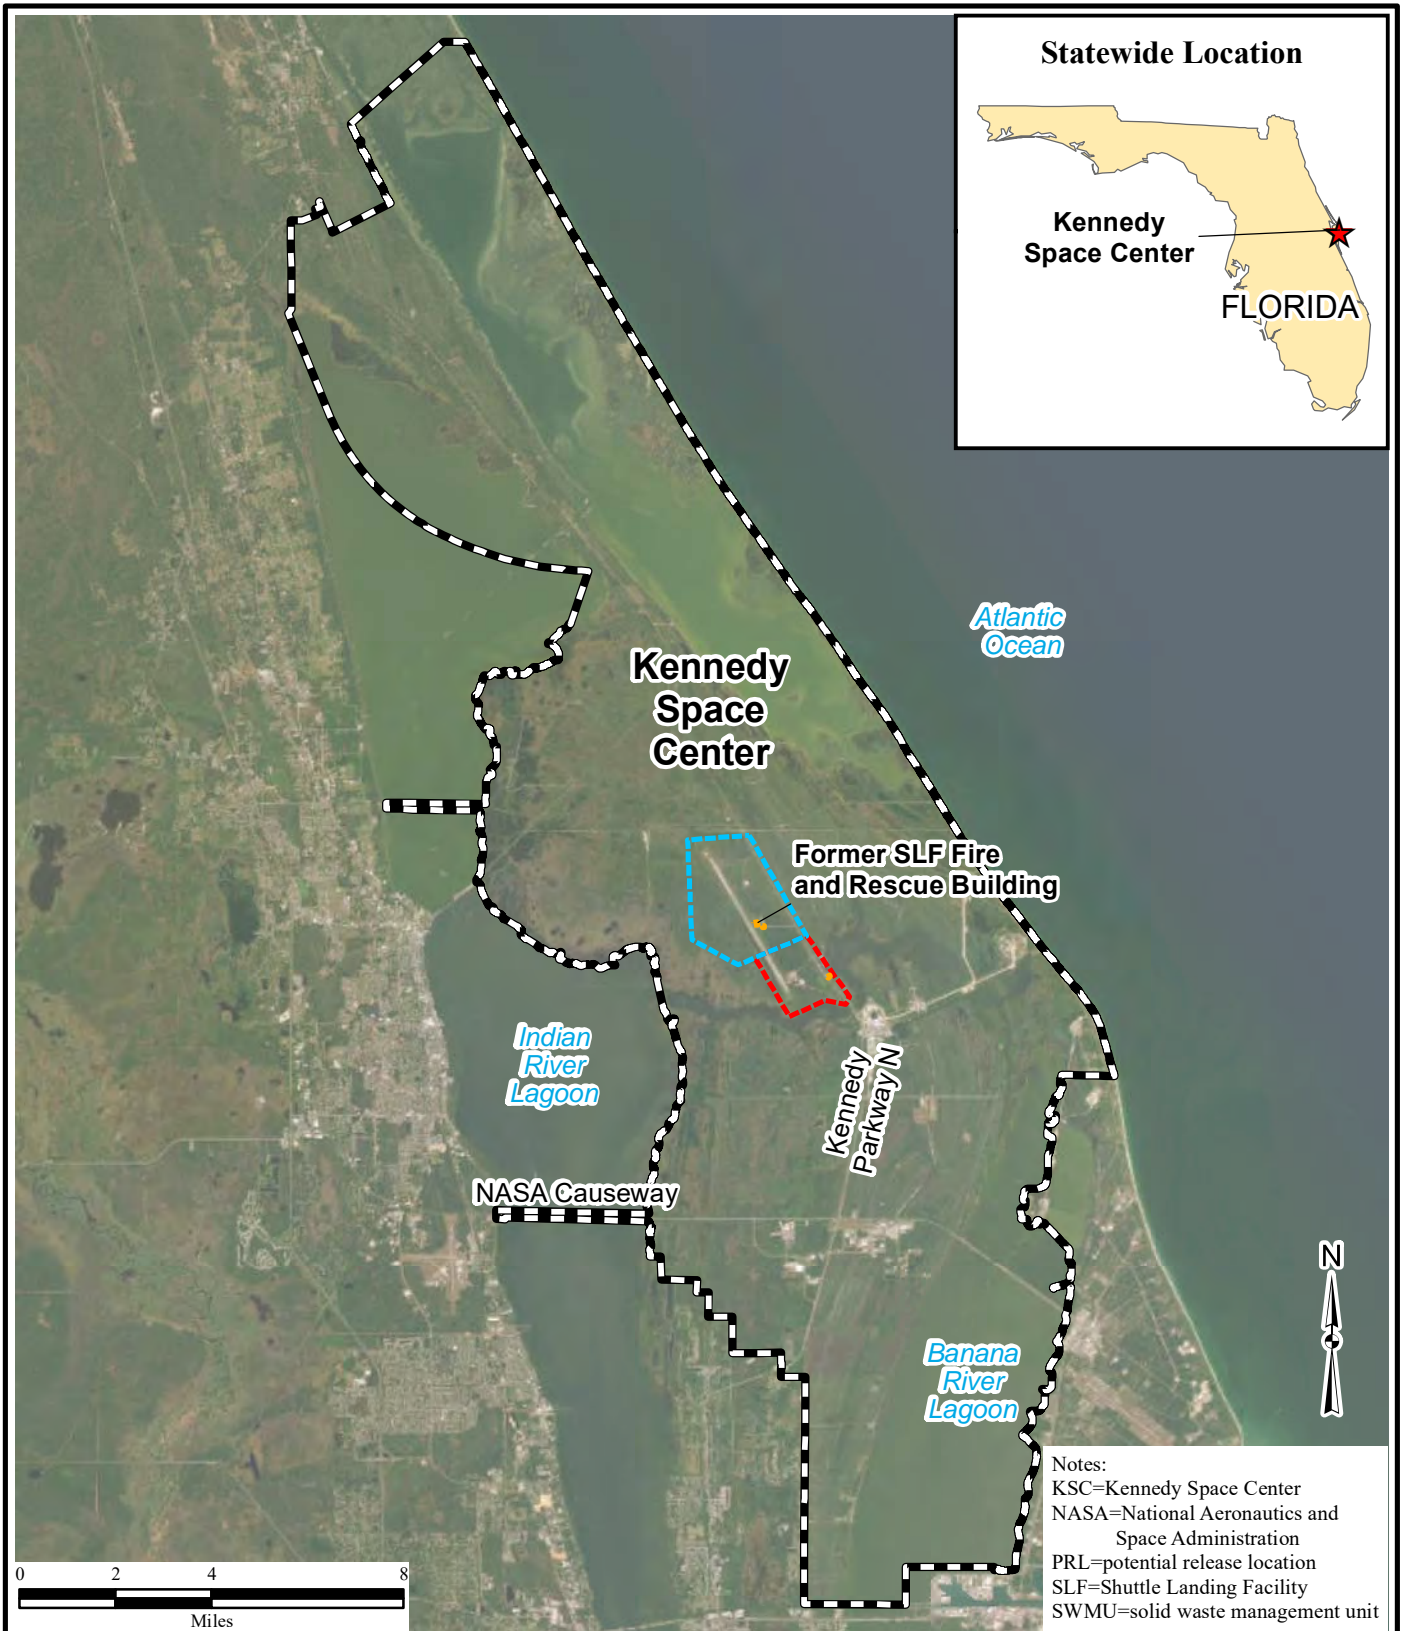 Statewide Location
Kennedy
Space Center
FLORIDA
Atlantic
Ocean
Kennedy
Space
Center
Former SLF Fire
and Rescue Building
Indian
River
Lagoon
Kennedy
Parkway N
NASA Causeway
N
Banana
River
Lagoon
Notes:
KSC=Kennedy Space Center
NASA=National Aeronautics and
Space Administration
PRL=potential release location
SLF=Shuttle Landing Facility
SWMU=solid waste management unit
0 2 4 8
Miles